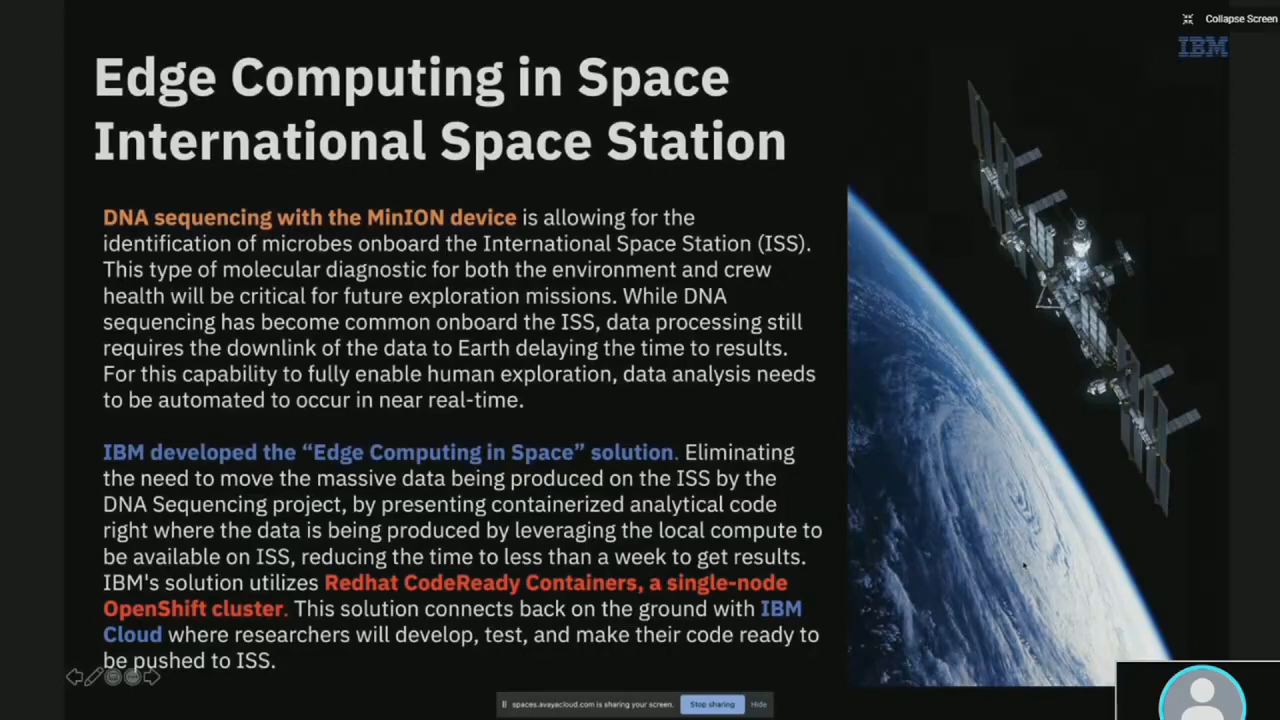 Collapse Screen
IBM
Edge Computing in Space
International Space Station
DNA sequencing with the MinION device is allowing for the
identification of microbes onboard the International Space Station (ISS).
This type of molecular diagnostic for both the environment and crew
health will be critical for future exploration missions. While DNA
sequencing has become common onboard the ISS, data processing still
requires the downlink of the data to Earth delaying the time to results.
For this capability to fully enable human exploration, data analysis needs
to be automated to occur in near real-time.
IBM developed the “Edge Computing in Space” solution. Eliminating
the need to move the massive data being produced on the ISS by the
DNA Sequencing project, by presenting containerized analytical code
right where the data is being produced by leveraging the local compute to
be available on ISS, reducing the time to less than a week to get results.
IBM's solution utilizes Redhat CodeReady Containers, a single-node
OpenShift cluster. This solution connects back on the ground with IBM
Cloud where researchers will develop, test, and make their code ready to
be pushed to ISS.
spaces.avayacloud.com is sharing your screen.
Stop sharing
Hide